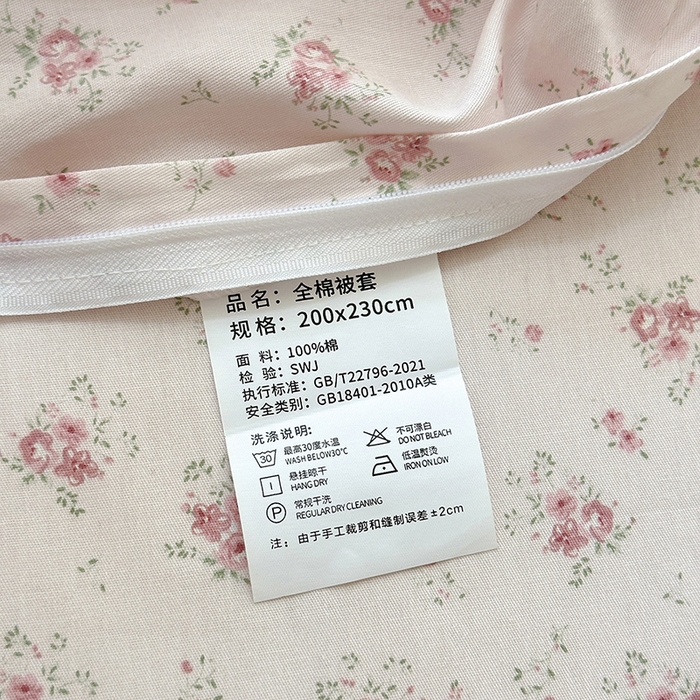 品名：全棉被套
规格：200x230cm
面料：100%棉
检验：SWJ
执行标准：GB/T22796-2021
安全类别：GB18401-2010A类
洗涤说明：
30 最高30度水温 不可漂白
WASH BELOW30℃ DO NOT BLEACH
悬挂晾干 低温熨烫
HANG DRY IRON ON LOW
P 常规干洗
REGULAR DRY CLEANING
注：由于手工裁剪和缝制误差±2cm